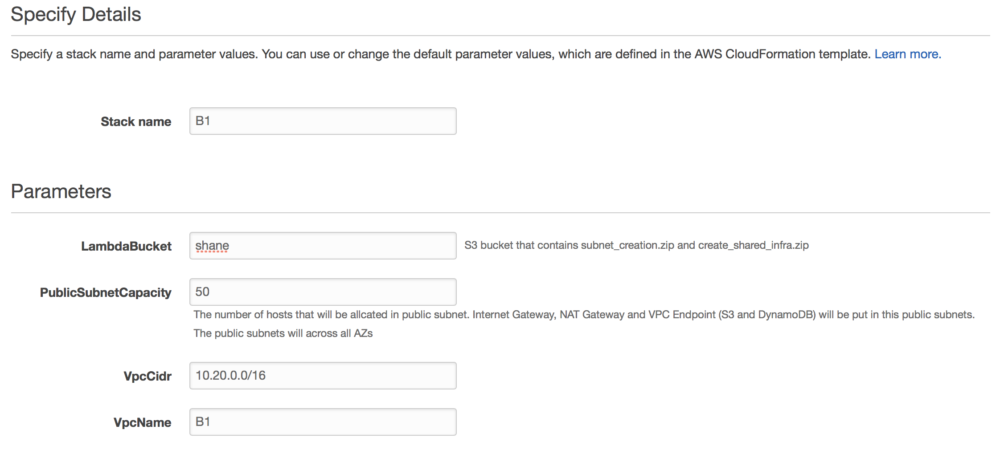 Specify Details
Specify a stack name and parameter values. You can use or change the default parameter values, which are defined in the AWS CloudFormation template. Learn more.
Stack name B1
Parameters
LambdaBucket shane S3 bucket that contains subnet_creation.zip and create_shared_infra.zip
PublicSubnetCapacity 50
The number of hosts that will be allcated in public subnet. Internet Gateway, NAT Gateway and VPC Endpoint (S3 and DynamoDB) will be put in this public subnets.
The public subnets will across all AZs
VpcCidr 10.20.0.0/16
VpcName B1